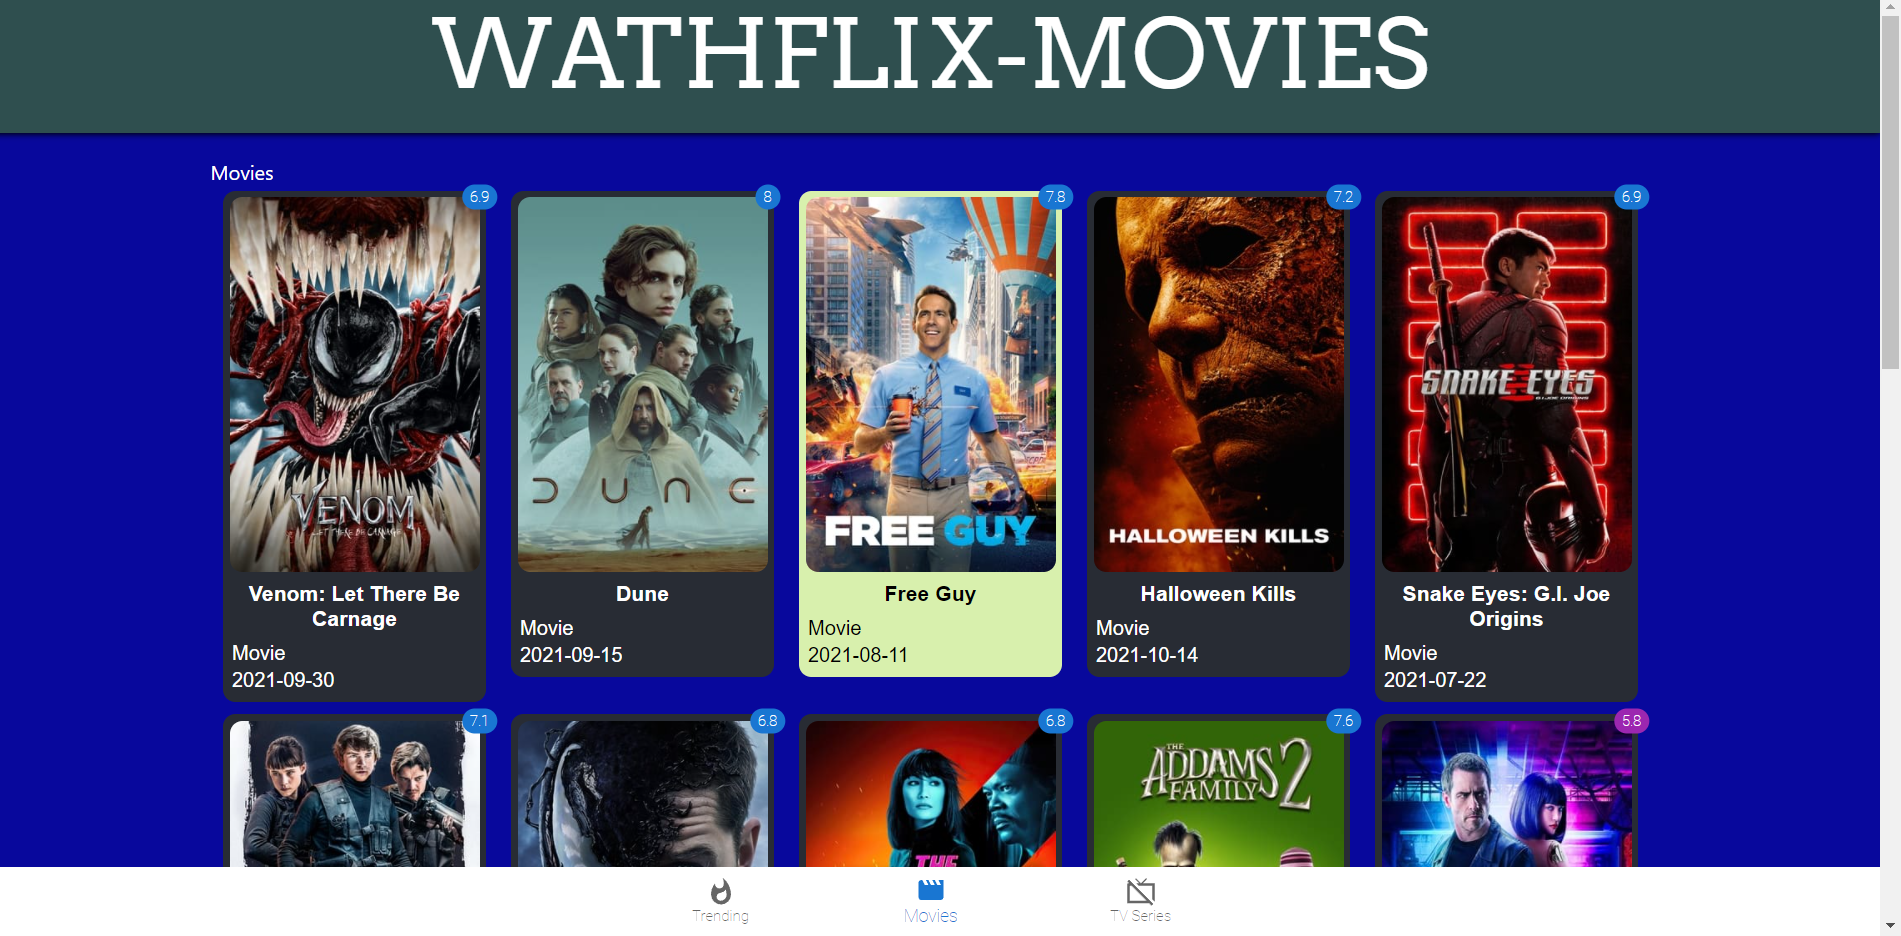 WATHFLIX-MOVIES
Movies
6.9
8
7.8
7.2
6.9
VENOM
LET THERE BE CARNAGE
DUNE
FREE GUY
HALLOWEEN KILLS
SNAKE EYES
G.I. JOE ORIGINS
Venom: Let There Be
Carnage
Movie
2021-09-30
Dune
Movie
2021-09-15
Free Guy
Movie
2021-08-11
Halloween Kills
Movie
2021-10-14
Snake Eyes: G.I. Joe
Origins
Movie
2021-07-22
7.1
6.8
6.8
7.6
5.8
THE
THE
ADDAMS
FAMILY 2
Trending
Movies
TV Series